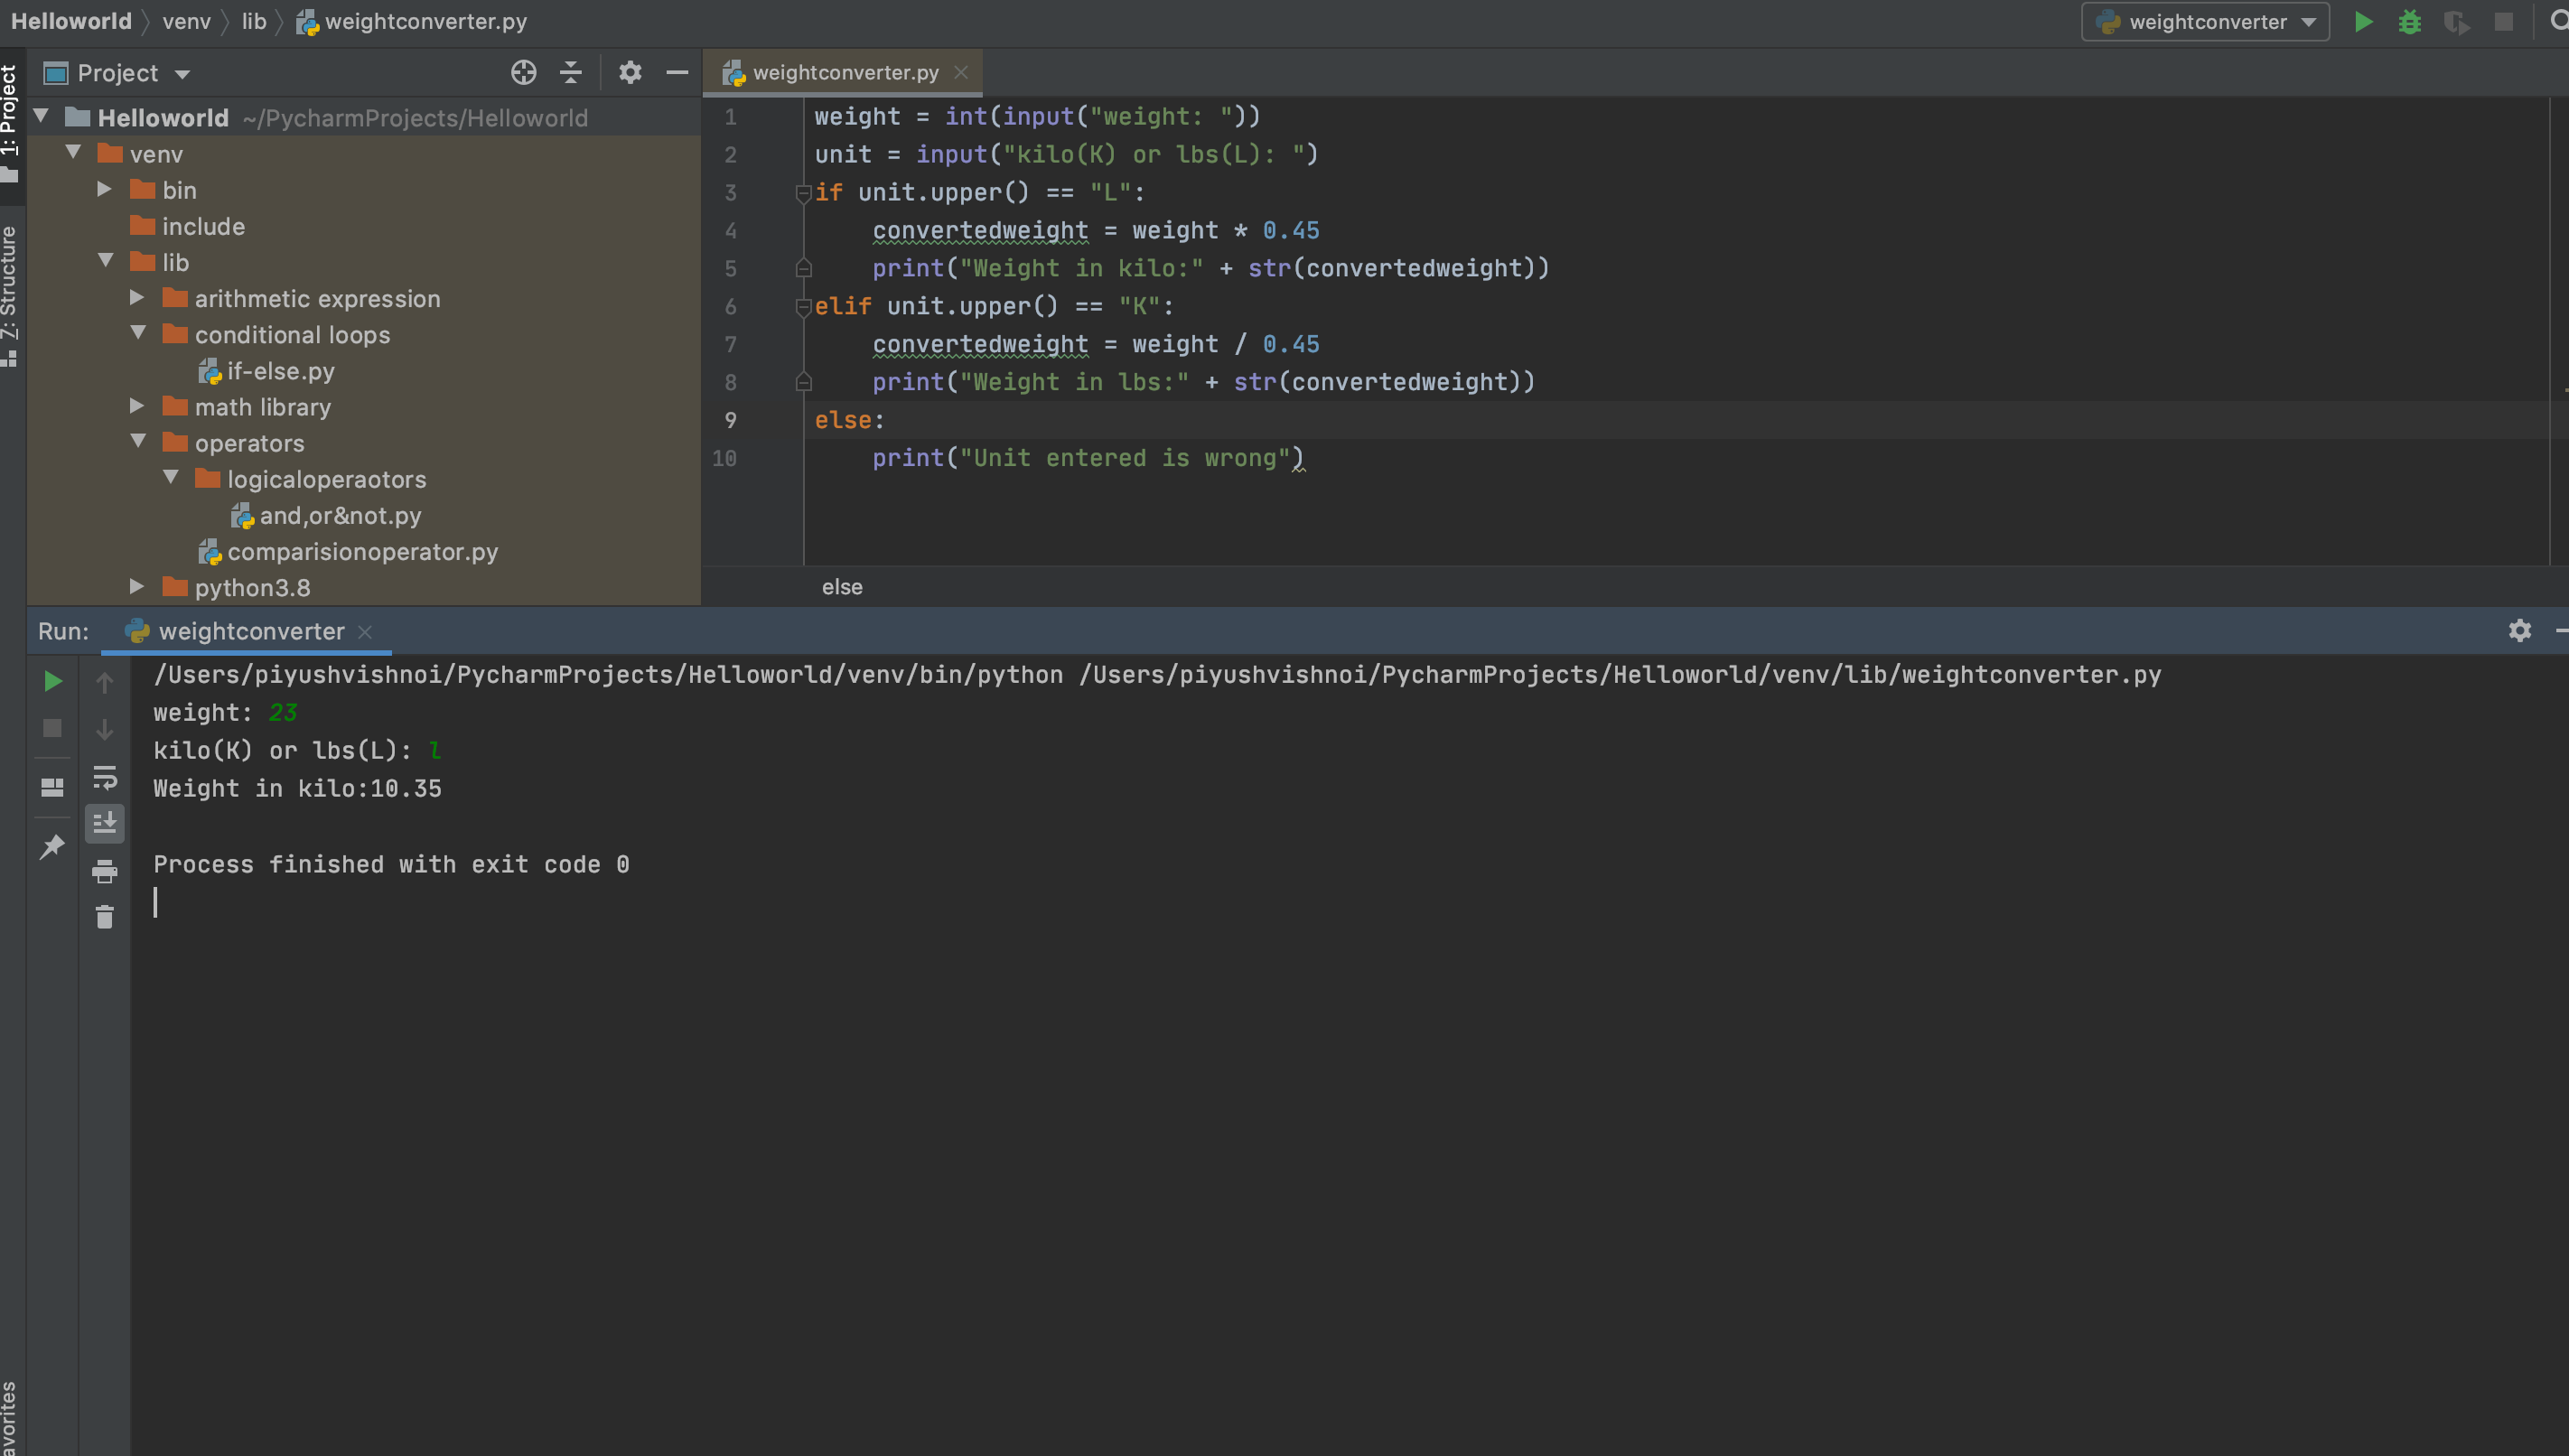 Helloworld venv lib weightconverter.py
weightconverter
1: Project
7: Structure
avorites
Project
Helloworld ~/PycharmProjects/Helloworld
venv
bin
include
lib
arithmetic expression
conditional loops
if-else.py
math library
operators
logicaloperaotors
and,or&not.py
comparisionoperator.py
python3.8
weightconverter.py
1 weight = int(input("weight: "))
2 unit = input("kilo(K) or lbs(L): ")
3 if unit.upper() == "L":
4     convertedweight = weight * 0.45
5     print("Weight in kilo:" + str(convertedweight))
6 elif unit.upper() == "K":
7     convertedweight = weight / 0.45
8     print("Weight in lbs:" + str(convertedweight))
9 else:
10     print("Unit entered is wrong")
else
Run: weightconverter
/Users/piyushvishnoi/PycharmProjects/Helloworld/venv/bin/python /Users/piyushvishnoi/PycharmProjects/Helloworld/venv/lib/weightconverter.py
weight: 23
kilo(K) or lbs(L): l
Weight in kilo:10.35
Process finished with exit code 0